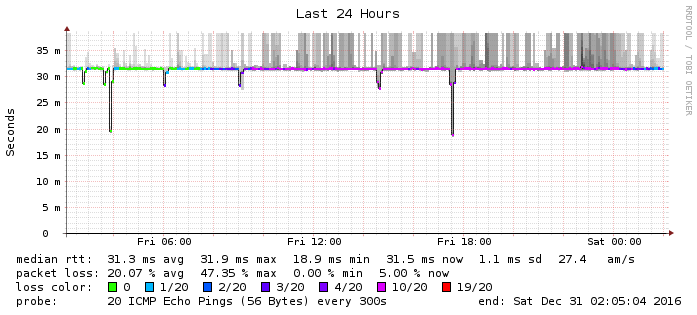 Last 24 Hours
RRDTOOL / TOBI OETIKER
Seconds
35 m
30 m
25 m
20 m
15 m
10 m
5 m
0
Fri 06:00 Fri 12:00 Fri 18:00 Sat 00:00
median rtt: 31.3 ms avg 31.9 ms max 18.9 ms min 31.5 ms now 1.1 ms sd 27.4 am/s
packet loss: 20.07 % avg 47.35 % max 0.00 % min 5.00 % now
loss color: 0 1/20 2/20 3/20 4/20 10/20 19/20
probe: 20 ICMP Echo Pings (56 Bytes) every 300s end: Sat Dec 31 02:05:04 2016